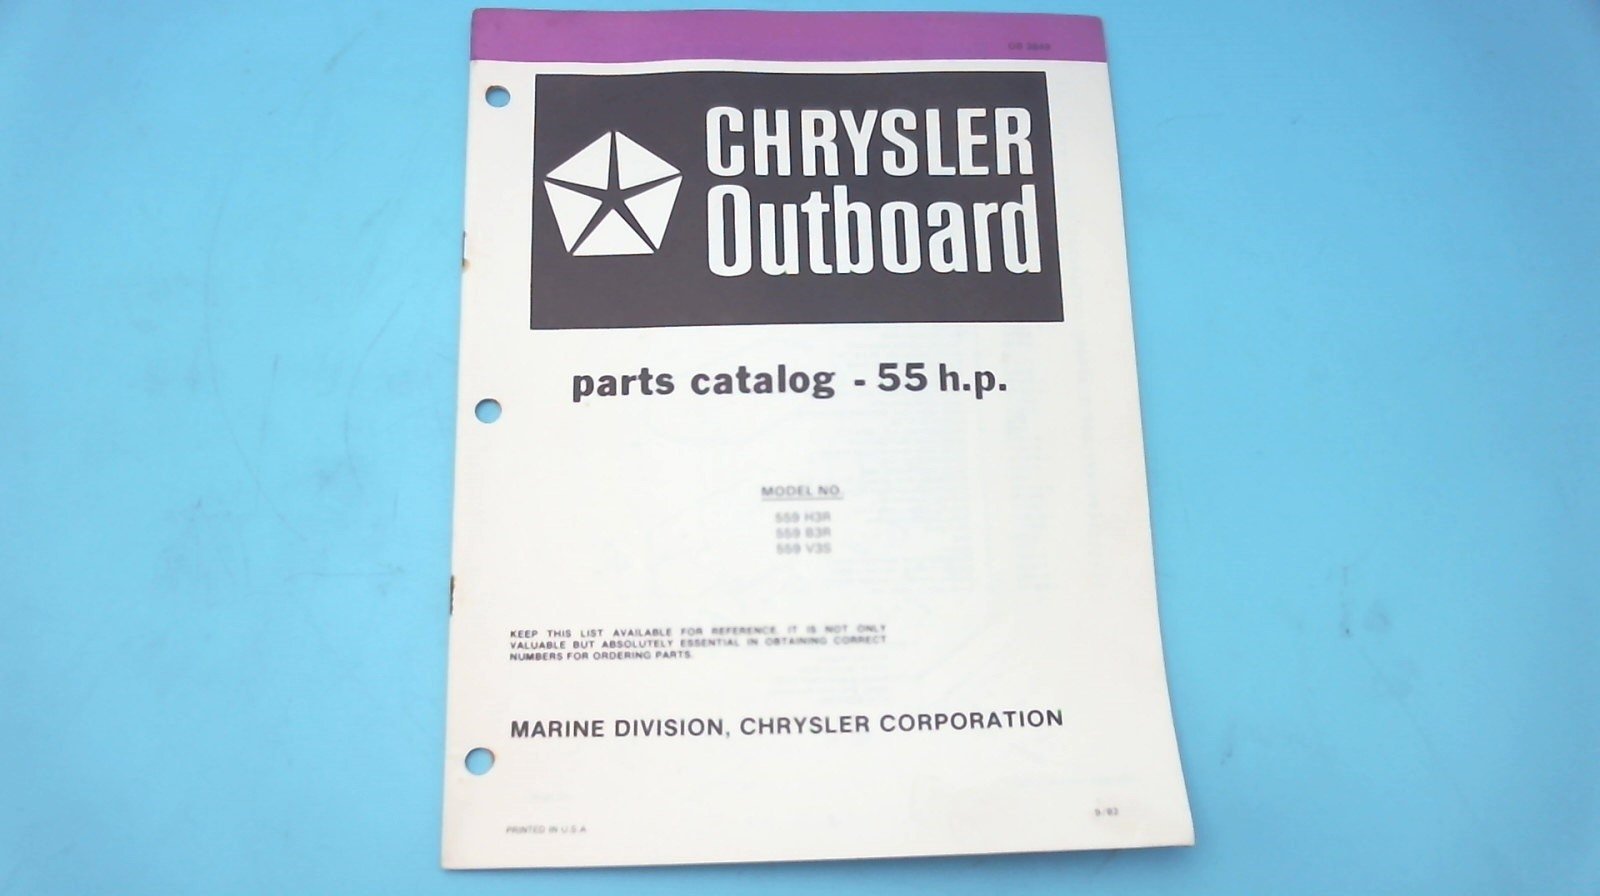 CHRYSLER
Outboard
parts catalog - 55 h.p.
MODEL NO.
559 H3R
559 B3R
559 V3S
KEEP THIS LIST AVAILABLE FOR REFERENCE. IT IS NOT ONLY
VALUABLE BUT ABSOLUTELY ESSENTIAL IN OBTAINING CORRECT
NUMBERS FOR ORDERING PARTS.
MARINE DIVISION, CHRYSLER CORPORATION
PRINTED IN U.S.A